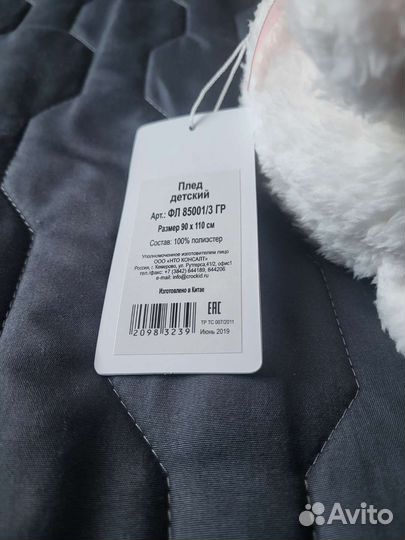 Плед
детский
Арт.: ФЛ 85001/3 ГР
Размер 90 х 110 см
Состав: 100% полиэстер
Уполномоченное изготовителем лицо
ООО «НТО КОНСАЛТ»
Россия, г. Кемерово, ул. Рутгерса,41/2, офис1
тел./факс: +7 (3842) 644189, 644206
e-mail: info@crockid.ru
Изготовлено в Китае
EAC
ТР ТС 007/2011
Июнь 2019
20983239
Avito